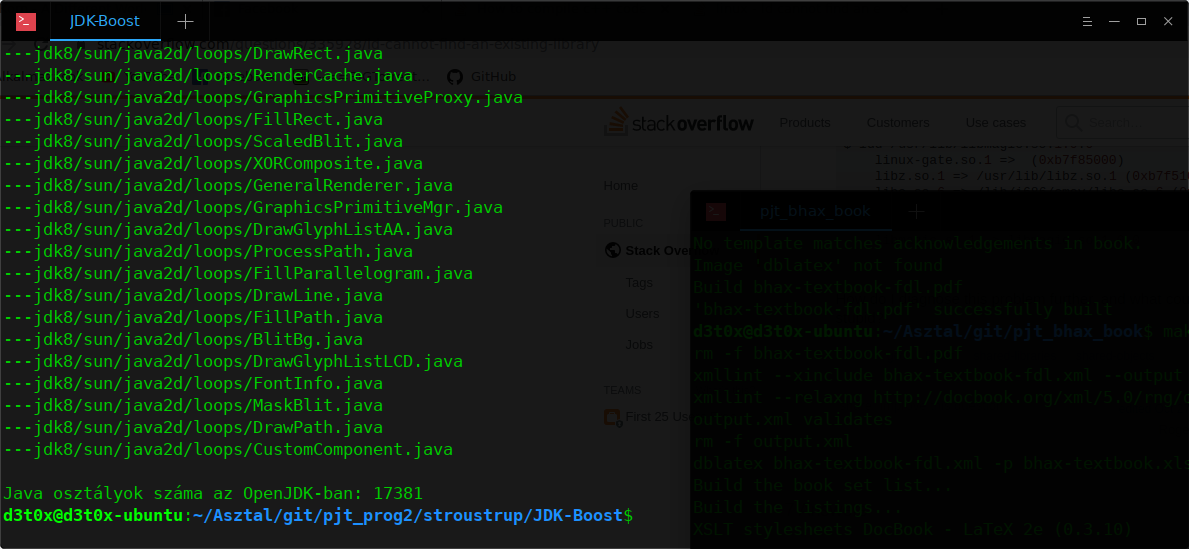 JDK-Boost
---jdk8/sun/java2d/loops/DrawRect.java
---jdk8/sun/java2d/loops/RenderCache.java
---jdk8/sun/java2d/loops/GraphicsPrimitiveProxy.java
---jdk8/sun/java2d/loops/FillRect.java
---jdk8/sun/java2d/loops/ScaledBlit.java
---jdk8/sun/java2d/loops/XORComposite.java
---jdk8/sun/java2d/loops/GeneralRenderer.java
---jdk8/sun/java2d/loops/GraphicsPrimitiveMgr.java
---jdk8/sun/java2d/loops/DrawGlyphListAA.java
---jdk8/sun/java2d/loops/ProcessPath.java
---jdk8/sun/java2d/loops/FillParallelogram.java
---jdk8/sun/java2d/loops/DrawLine.java
---jdk8/sun/java2d/loops/FillPath.java
---jdk8/sun/java2d/loops/BlitBg.java
---jdk8/sun/java2d/loops/DrawGlyphListLCD.java
---jdk8/sun/java2d/loops/FontInfo.java
---jdk8/sun/java2d/loops/MaskBlit.java
---jdk8/sun/java2d/loops/DrawPath.java
---jdk8/sun/java2d/loops/CustomComponent.java
Java osztályok száma az OpenJDK-ban: 17381
d3t0x@d3t0x-ubuntu:~/Asztal/git/pjt_prog2/stroustrup/JDK-Boost$
GitHub
stackoverflow
Products
Customers
Use cases
Search
linux-gate.so.1 => (0xb7f85000)
libz.so.1 => /usr/lib/libz.so.1
Home
PUBLIC
Stack Ove
Tags
Users
Jobs
TEAMS
First 25 Us
pjt_bhax_book
No template matches acknowledgements in book.
Image 'dblatex' not found
Build bhax-textbook-fdl.pdf
'bhax-textbook-fdl.pdf' successfully built
d3t0x@d3t0x-ubuntu:~/Asztal/git/pjt_bhax_book$ mak
rm -f bhax-textbook-fdl.pdf
xmllint --xinclude bhax-textbook-fdl.xml --output
xmllint --relaxng http://docbook.org/xml/5.0/rng/
output.xml validates
rm -f output.xml
dblatex bhax-textbook-fdl.xml -p bhax-textbook.xls
Build the book set list...
Build the listings...
XSLT stylesheets DocBook - LaTeX 2e (0.3.10)